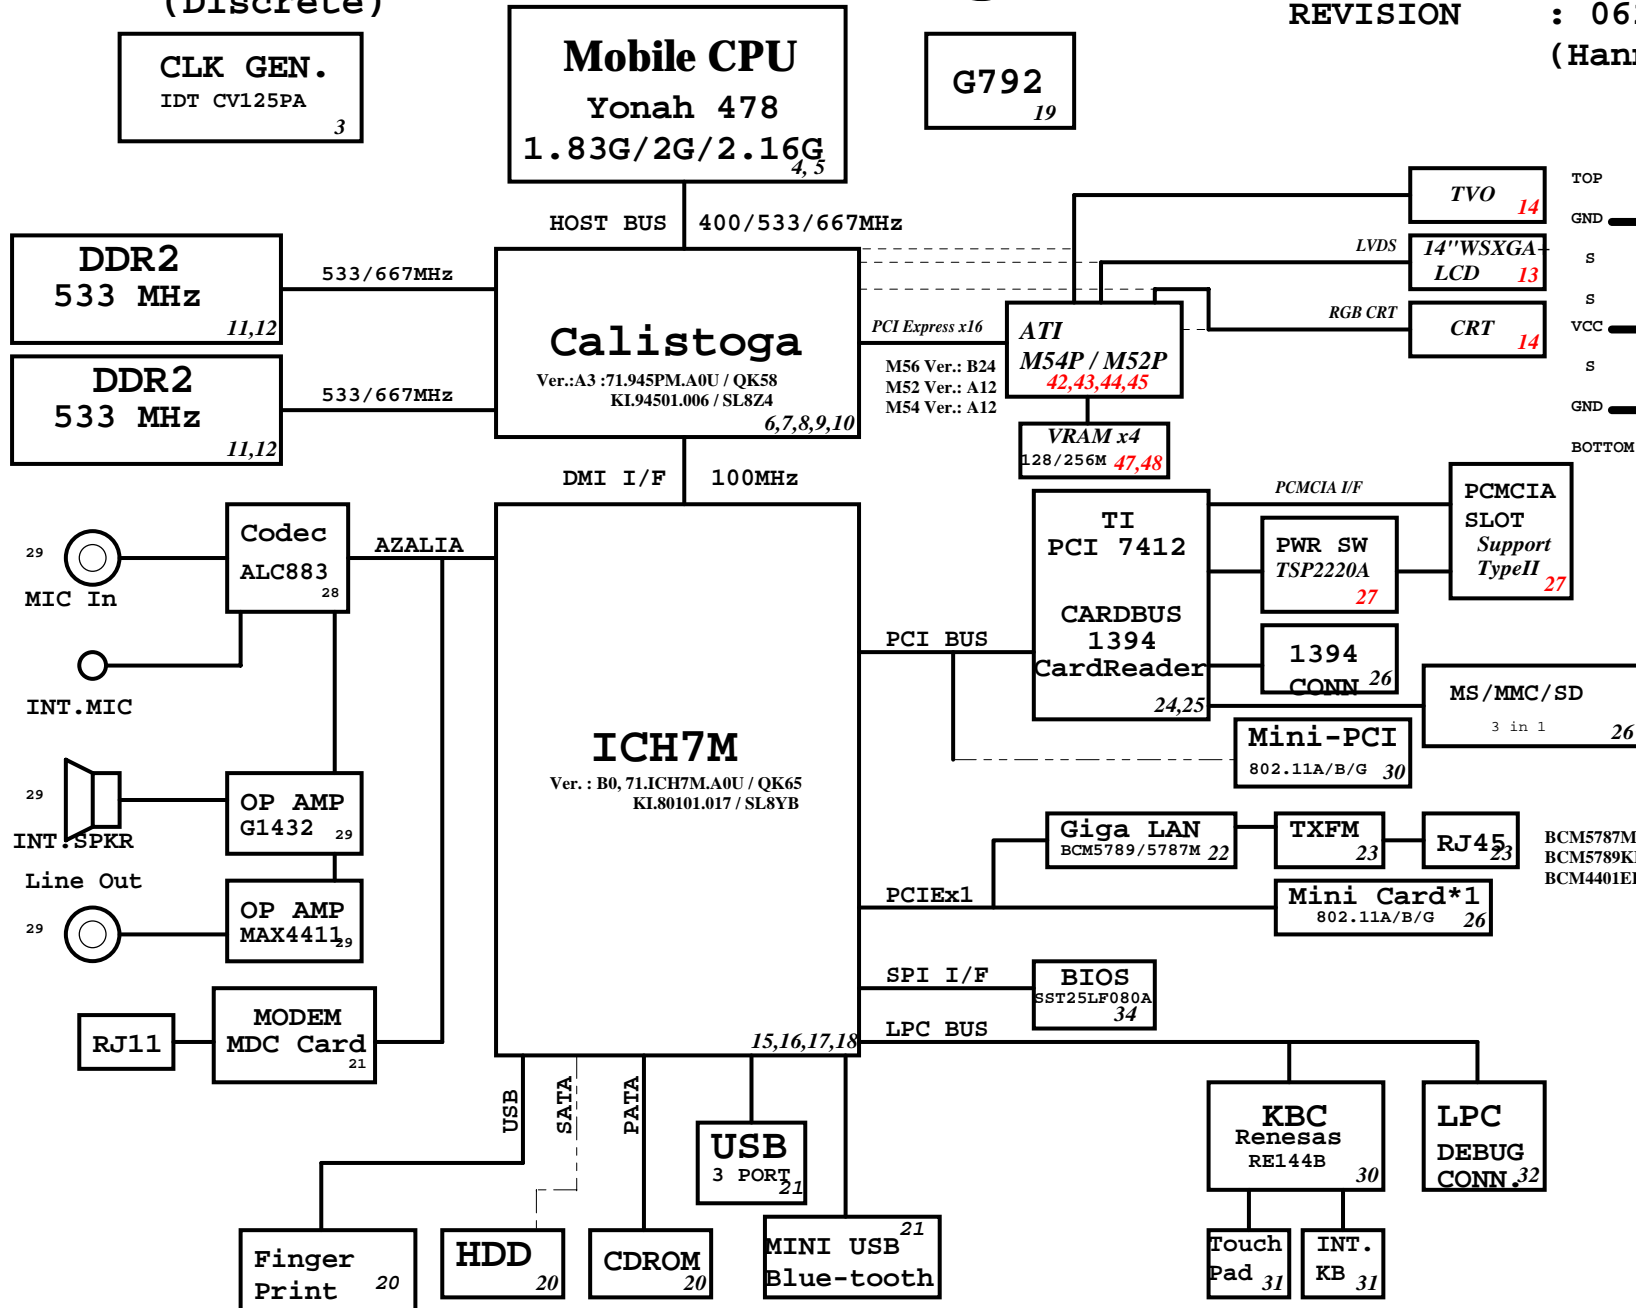 (Discrete)
REVISION : 06
(Han
CLK GEN.
IDT CV125PA
3
Mobile CPU
Yonah 478
1.83G/2G/2.16G
4, 5
G792
19
HOST BUS 400/533/667MHz
DDR2
533 MHz
11,12
533/667MHz
DDR2
533 MHz
11,12
533/667MHz
Calistoga
Ver.:A3 :71.945PM.A0U / QK58
KI.94501.006 / SL8Z4
6,7,8,9,10
PCI Express x16
M56 Ver.: B24
M52 Ver.: A12
M54 Ver.: A12
ATI
M54P / M52P
42,43,44,45
VRAM x4
128/256M 47,48
TVO
14
LVDS
14"WSXGA+
LCD 13
RGB CRT
CRT
14
TOP
GND
S
S
VCC
S
GND
BOTTOM
DMI I/F 100MHz
29
MIC In
Codec
ALC883
28
AZALIA
INT.MIC
29
INT.SPKR
OP AMP
G1432 29
Line Out
29
OP AMP
MAX4411 29
RJ11
MODEM
MDC Card
21
ICH7M
Ver. : B0, 71.ICH7M.A0U / QK65
KI.80101.017 / SL8YB
15,16,17,18
PCI BUS
TI
PCI 7412
CARDBUS
1394
CardReader
24,25
PCMCIA I/F
PWR SW
TSP2220A
27
PCMCIA
SLOT
Support
TypeII
27
1394
CONN 26
MS/MMC/SD
3 in 1 26
Mini-PCI
802.11A/B/G 30
PCIEx1
Giga LAN
BCM5789/5787M 22
TXFM
23
RJ45
23
BCM5787M
BCM5789K
BCM4401E
Mini Card*1
802.11A/B/G 26
SPI I/F
BIOS
SST25LF080A
34
LPC BUS
KBC
Renesas
RE144B
30
LPC
DEBUG
CONN. 32
Touch
Pad 31
INT.
KB 31
USB
SATA
PATA
USB
3 PORT
21
Finger
Print 20
HDD
20
CDROM
20
21
MINI USB
Blue-tooth